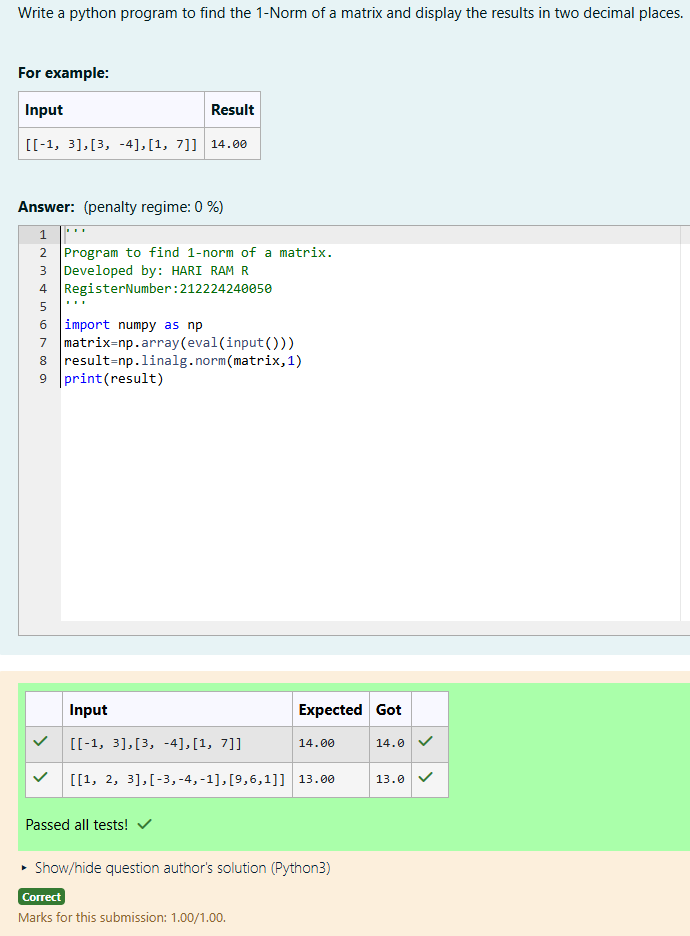 Write a python program to find the 1-Norm of a matrix and display the results in two decimal places.
For example:
Input Result
[[-1, 3],[3, -4],[1, 7]] 14.00
Answer: (penalty regime: 0 %)
1 '''
2 Program to find 1-norm of a matrix.
3 Developed by: HARI RAM R
4 RegisterNumber:212224240050
5 '''
6 import numpy as np
7 matrix=np.array(eval(input()))
8 result=np.linalg.norm(matrix,1)
9 print(result)
Input Expected Got
[[-1, 3],[3, -4],[1, 7]] 14.00 14.0
[[1, 2, 3],[-3,-4,-1],[9,6,1]] 13.00 13.0
Passed all tests!
Show/hide question author's solution (Python3)
Correct
Marks for this submission: 1.00/1.00.